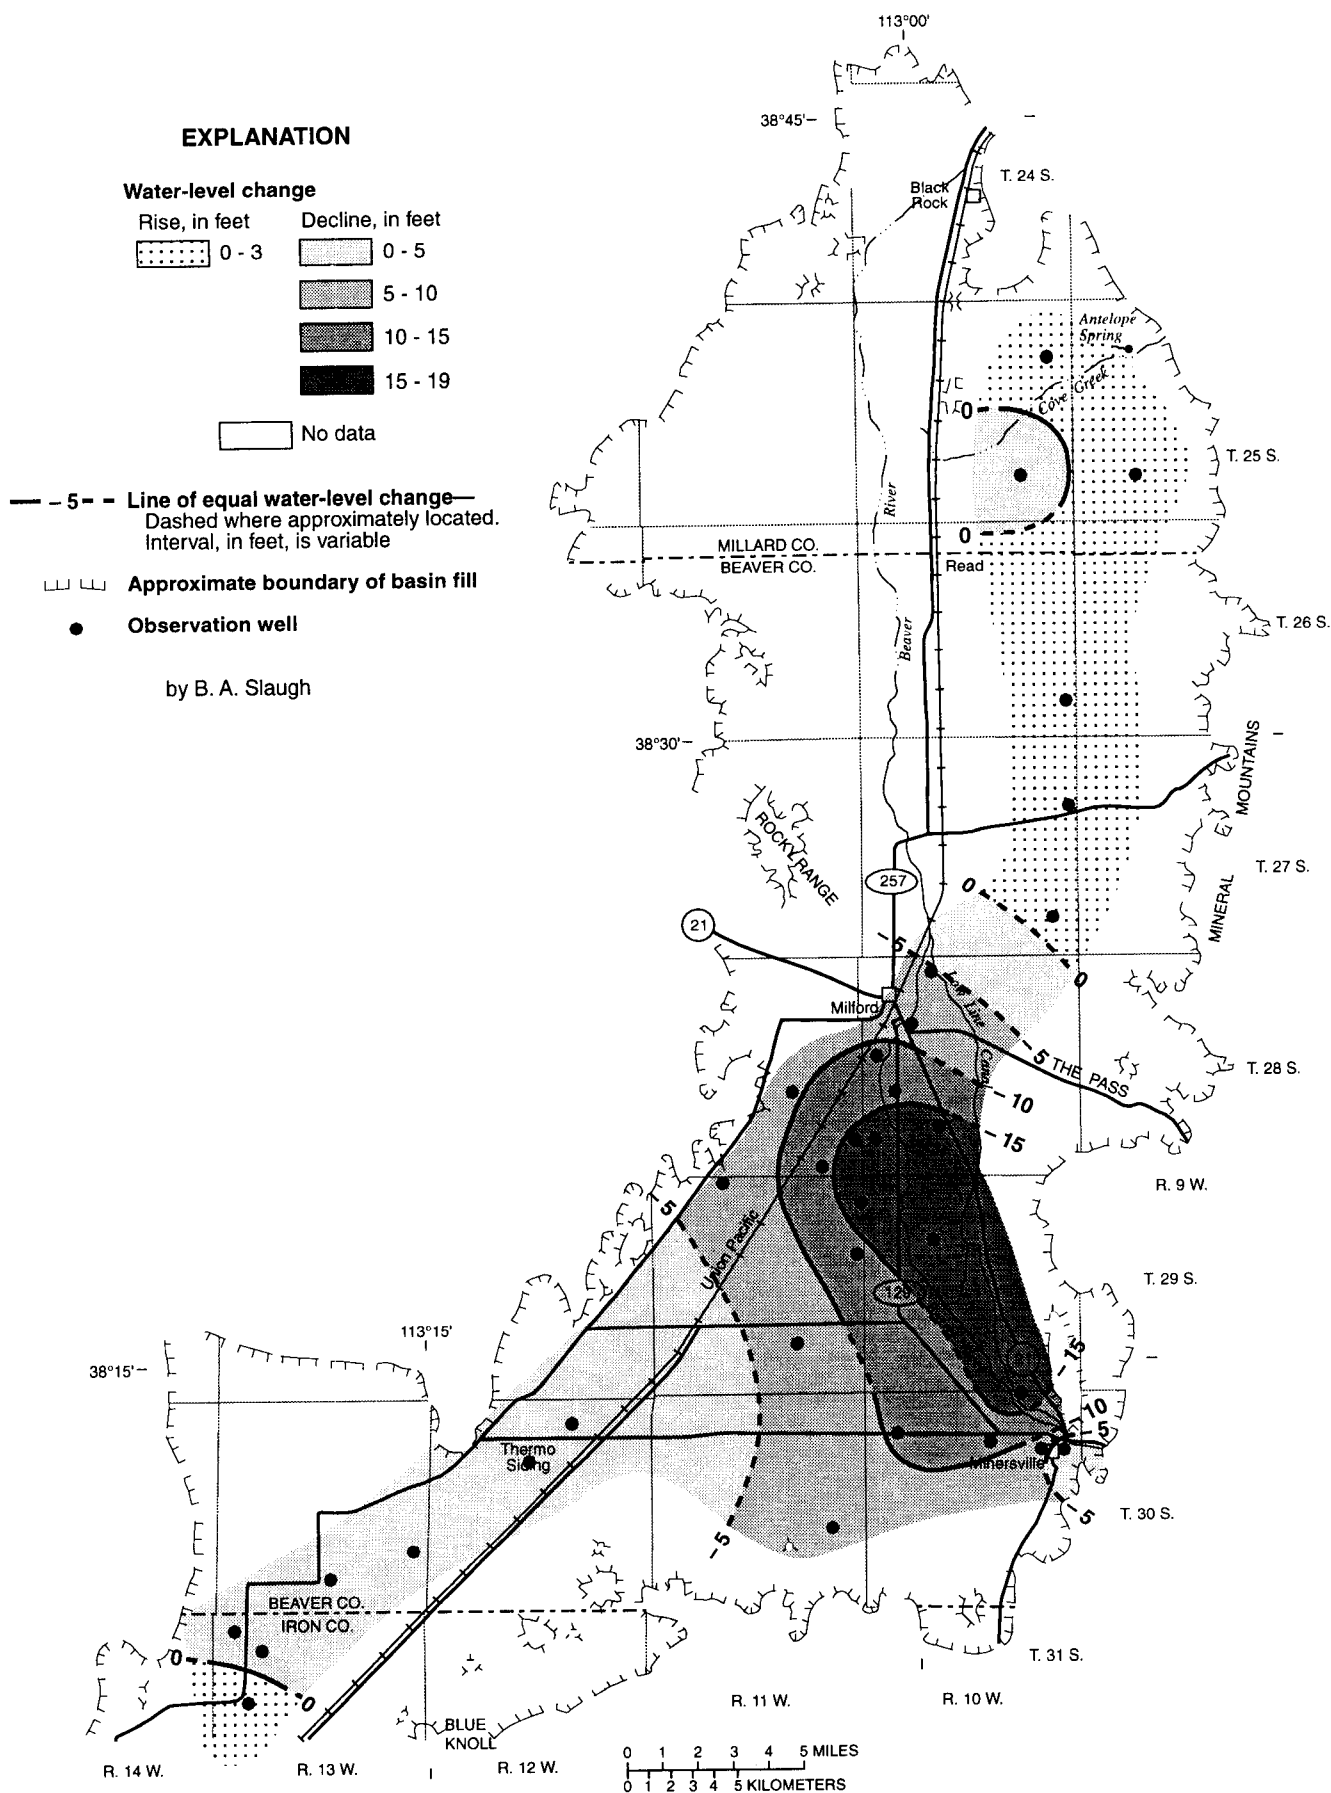 113°00'
38°45'
EXPLANATION
Water-level change
Rise, in feet
Decline, in feet
0 - 3
0 - 5
5 - 10
10 - 15
15 - 19
No data
– 5 – – Line of equal water-level change—
Dashed where approximately located.
Interval, in feet, is variable
Approximate boundary of basin fill
Observation well
by B. A. Slaugh
Black
Rock
T. 24 S.
Antelope
Spring
Cove Creek
0
T. 25 S.
River
0
MILLARD CO.
BEAVER CO.
Read
Beaver
T. 26 S.
38°30'
MINERAL MOUNTAINS
ROCKY RANGE
T. 27 S.
257
0
21
–5
0
Milford
Low Line Canal
–5
THE PASS
T. 28 S.
–10
–15
R. 9 W.
–5
Union Pacific
T. 29 S.
129
113°15'
38°15'
–15
–10
–5
Thermo
Siding
Minersville
–5
T. 30 S.
–5
BEAVER CO.
IRON CO.
0
0
T. 31 S.
R. 11 W.
R. 10 W.
BLUE
KNOLL
R. 14 W.
R. 13 W.
R. 12 W.
0 1 2 3 4 5 MILES
0 1 2 3 4 5 KILOMETERS